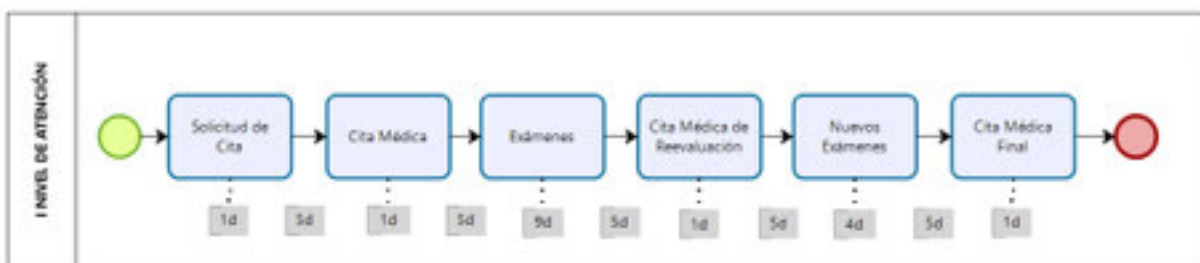 I NIVEL DE ATENCIÓN
Solicitud de
Cita
Cita Médica
Exámenes
Cita Médica de
Reevaluación
Nuevos
Exámenes
Cita Médica
Final
1d
5d
1d
5d
9d
5d
1d
5d
4d
5d
1d